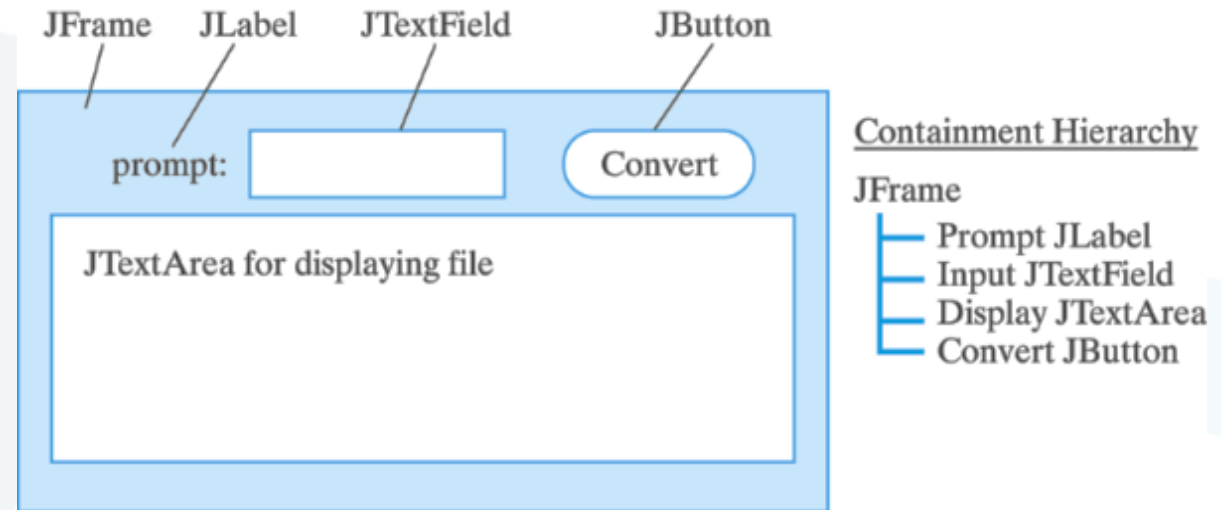 JFrame JLabel JTextField JButton
prompt: Convert
JTextArea for displaying file
Containment Hierarchy
JFrame
Prompt JLabel
Input JTextField
Display JTextArea
Convert JButton